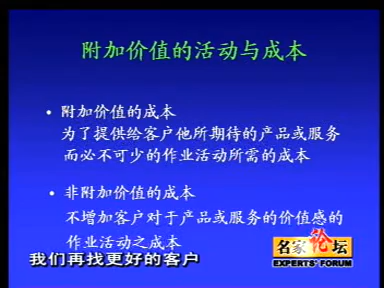 附加价值的活动与成本
• 附加价值的成本
为了提供给客户他所期待的产品或服务
而必不可少的作业活动所需的成本
• 非附加价值的成本
不增加客户对于产品或服务的价值感的
作业活动之成本
名家论坛
EXPERTS' FORUM
我们再找更好的客户